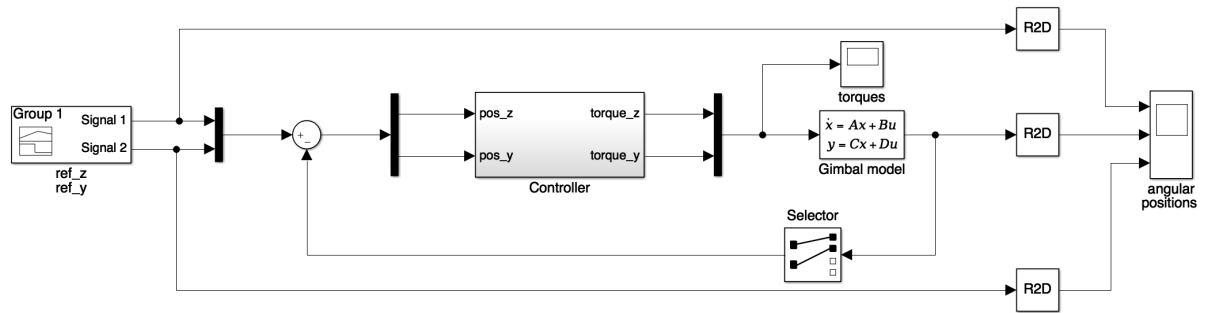 R2D
Group 1
Signal 1
Signal 2
ref_z
ref_y
+
−
pos_z
pos_y
torque_z
torque_y
Controller
torques
ẋ = Ax + Bu
y = Cx + Du
Gimbal model
R2D
angular
positions
Selector
R2D